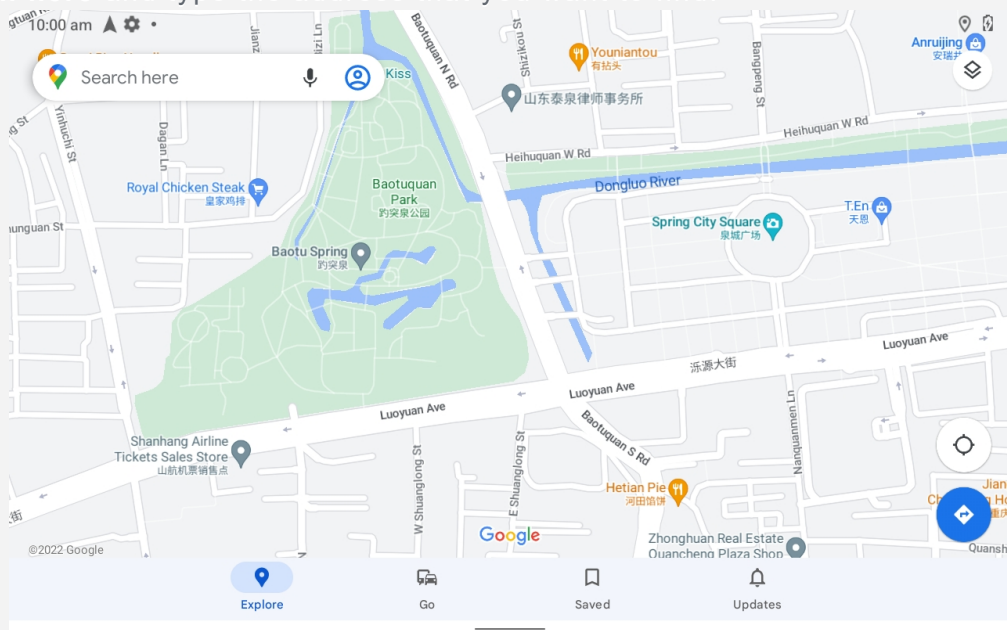 10:00 am
Search here
Kiss
Baotuquan N Rd
Shizikou St
Youniantou
有拈头
山东泰泉律师事务所
Bangpeng St
Anruijing
Heihuquan W Rd
Heihuquan W Rd
Yinhuchi St
Dagan Ln
Royal Chicken Steak
皇家鸡排
Baotuquan
Park
趵突泉公园
Dongluo River
Spring City Square
泉城广场
T.En
天恩
Baotu Spring
趵突泉
Luoyuan Ave
泺源大街
Luoyuan Ave
Luoyuan Ave
Baotuquan S Rd
Nanquanmen Ln
Shanhang Airline
Tickets Sales Store
山航机票销售点
W Shuanglong St
E Shuanglong St
Hetian Pie
河田馅饼
Zhonghuan Real Estate
Quancheng Plaza Shop
Google
©2022 Google
Explore
Go
Saved
Updates